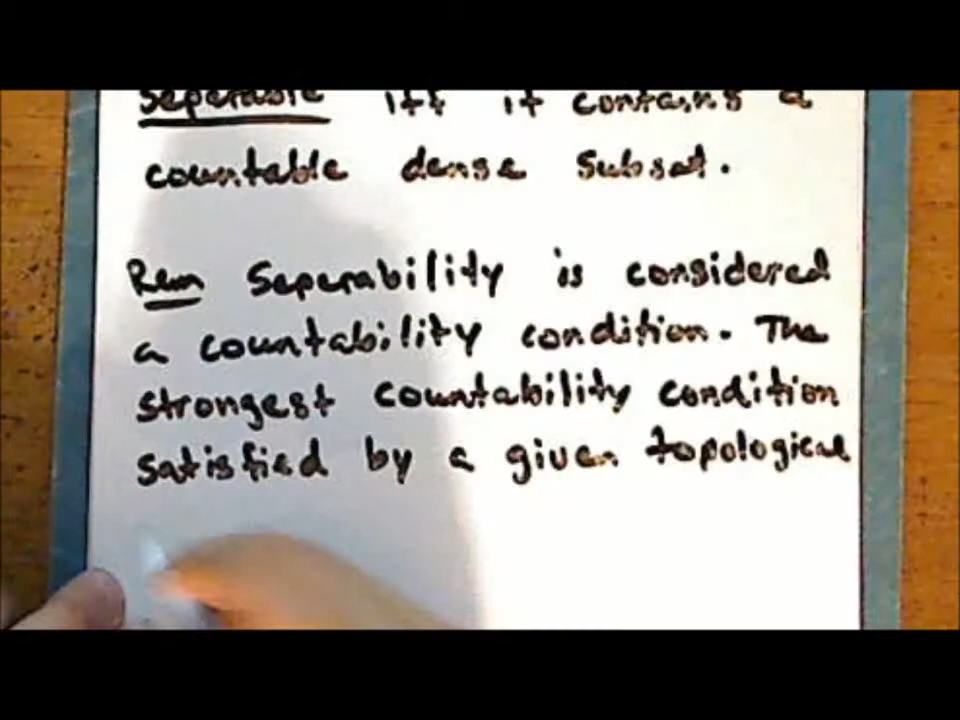 Seperable iff it contains a
countable dense subset.
Rem Seperability is considered
a countability condition. The
strongest countability condition
satisfied by a given topological